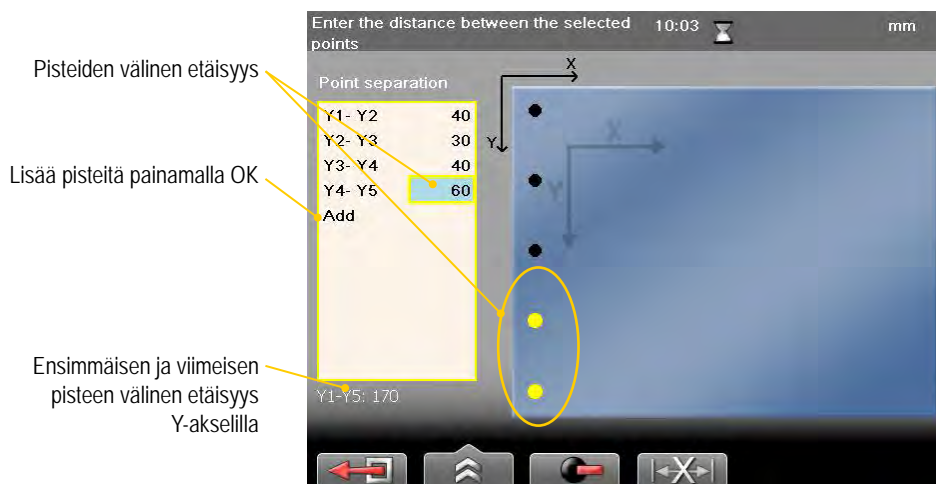 Enter the distance between the selected
points
10:03
mm
Pisteiden välinen etäisyys
Point separation
X
Y
Y1- Y2 40
Y2- Y3 30
Y3- Y4 40
Y4- Y5 60
Add
X
Y
Lisää pisteitä painamalla OK
Ensimmäisen ja viimeisen
pisteen välinen etäisyys
Y-akselilla
Y1-Y5: 170
X